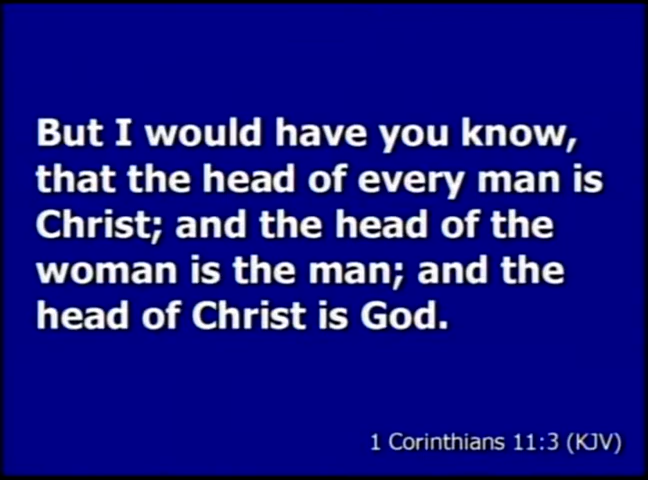 But I would have you know,
that the head of every man is
Christ; and the head of the
woman is the man; and the
head of Christ is God.
1 Corinthians 11:3 (KJV)